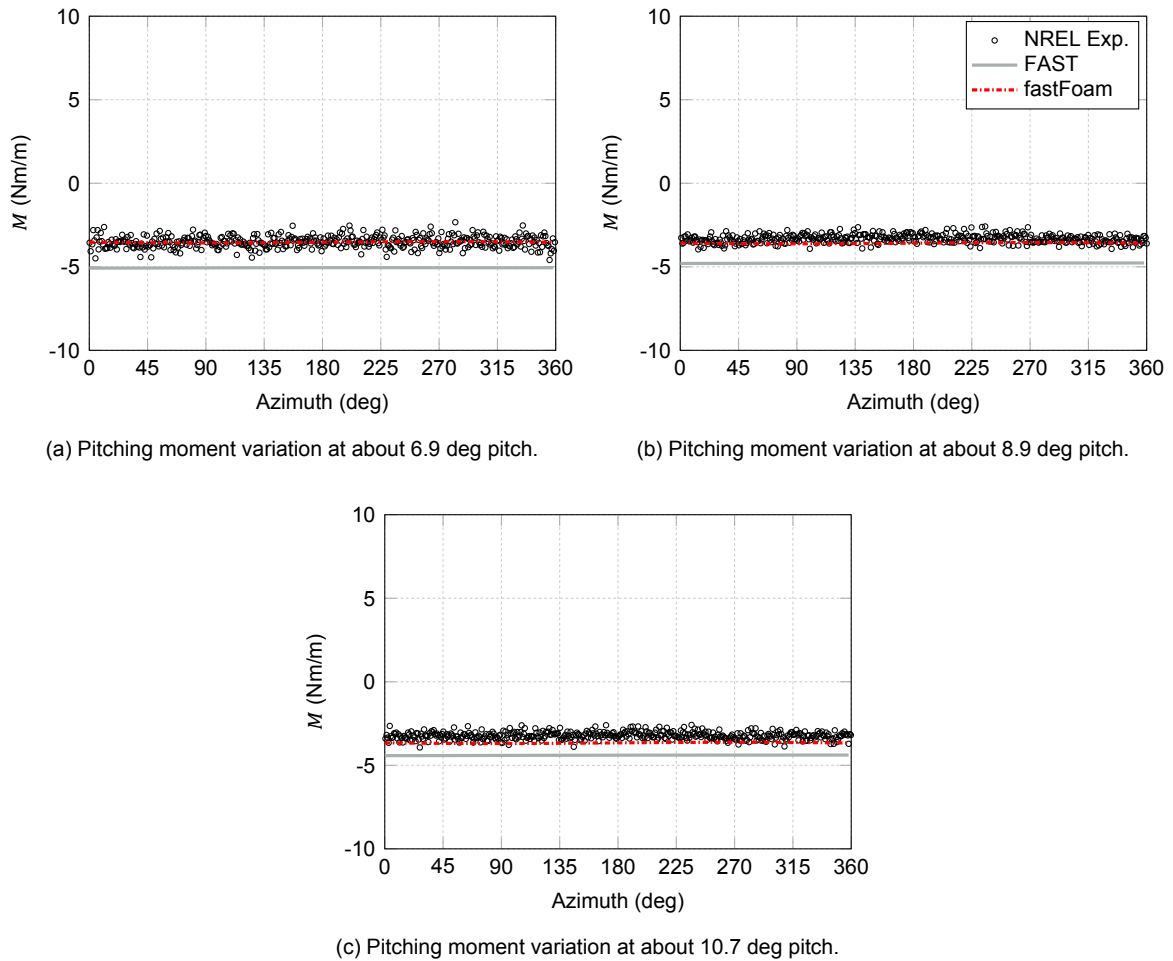 10
5
0
-5
-10
M (Nm/m)
0 45 90 135 180 225 270 315 360
Azimuth (deg)
(a) Pitching moment variation at about 6.9 deg pitch.
10
5
0
-5
-10
M (Nm/m)
NREL Exp.
FAST
fastFoam
0 45 90 135 180 225 270 315 360
Azimuth (deg)
(b) Pitching moment variation at about 8.9 deg pitch.
10
5
0
-5
-10
M (Nm/m)
0 45 90 135 180 225 270 315 360
Azimuth (deg)
(c) Pitching moment variation at about 10.7 deg pitch.